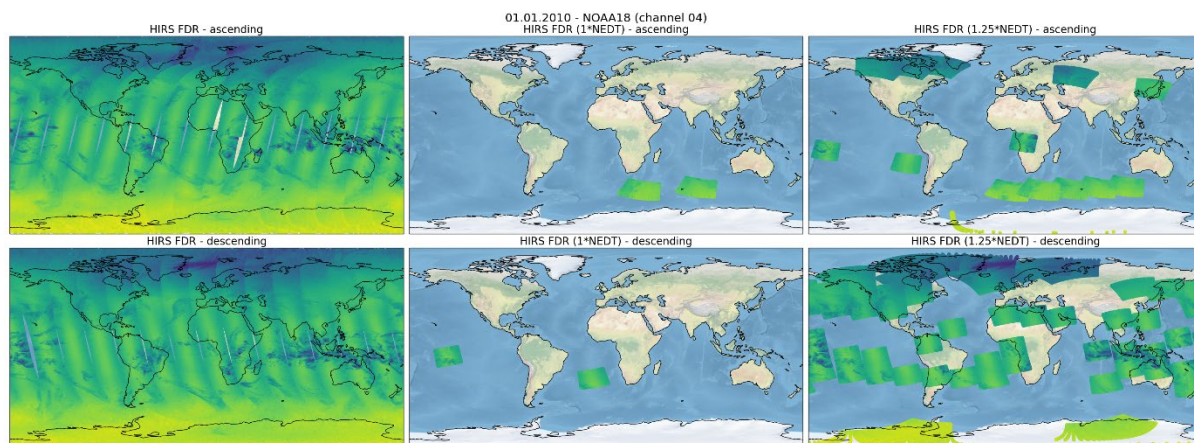 01.01.2010 - NOAA18 (channel 04)
HIRS FDR - ascending
HIRS FDR (1*NEDT) - ascending
HIRS FDR (1.25*NEDT) - ascending
HIRS FDR - descending
HIRS FDR (1*NEDT) - descending
HIRS FDR (1.25*NEDT) - descending